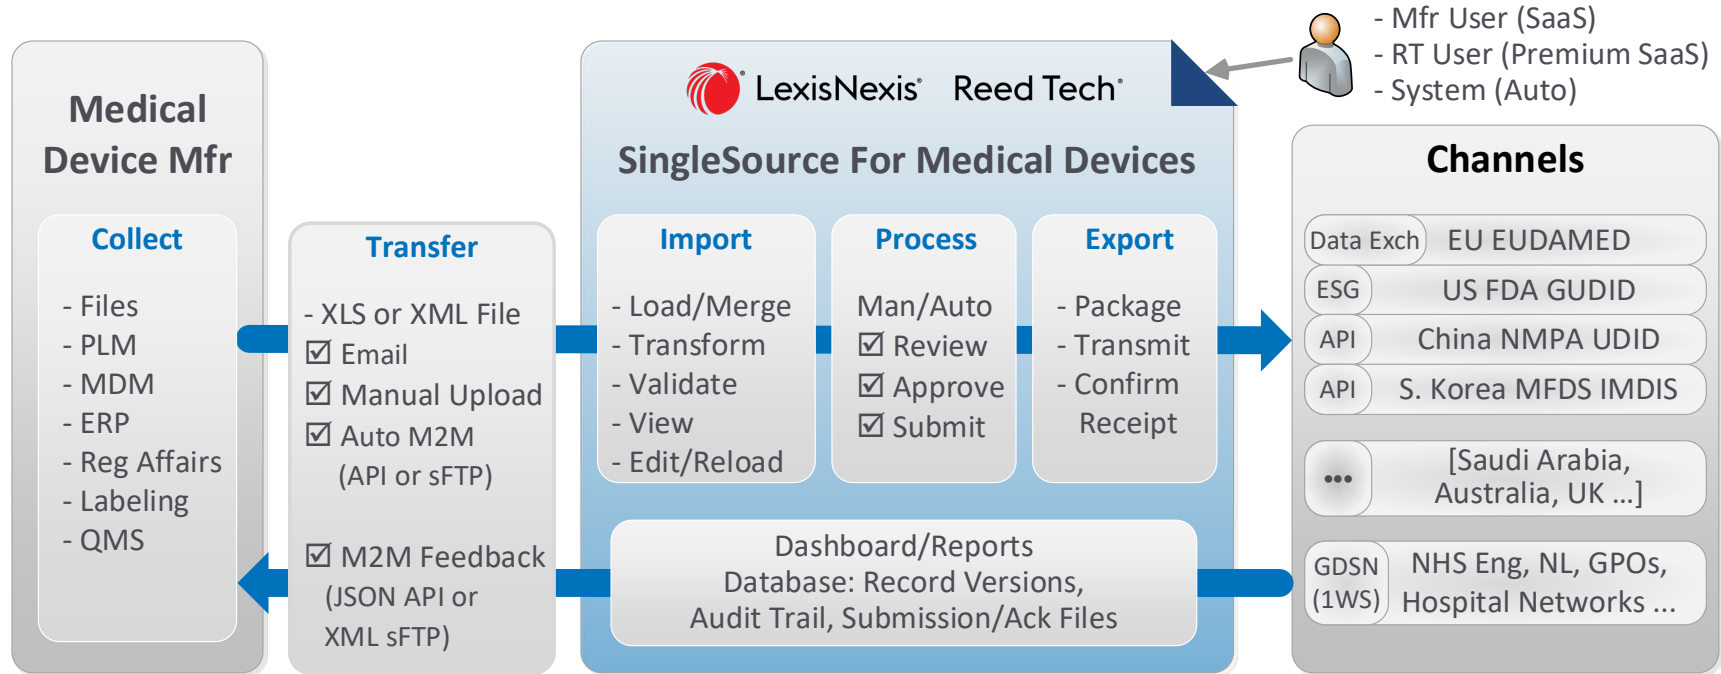 - Mfr User (SaaS)
- RT User (Premium SaaS)
- System (Auto)
Medical
Device Mfr
Collect
- Files
- PLM
- MDM
- ERP
- Reg Affairs
- Labeling
- QMS
Transfer
- XLS or XML File
☑ Email
☑ Manual Upload
☑ Auto M2M
(API or sFTP)
☑ M2M Feedback
(JSON API or
XML sFTP)
LexisNexis® Reed Tech®
SingleSource For Medical Devices
Import
- Load/Merge
- Transform
- Validate
- View
- Edit/Reload
Process
Man/Auto
☑ Review
☑ Approve
☑ Submit
Export
- Package
- Transmit
- Confirm
Receipt
Dashboard/Reports
Database: Record Versions,
Audit Trail, Submission/Ack Files
Channels
Data Exch EU EUDAMED
ESG US FDA GUDID
API China NMPA UDID
API S. Korea MFDS IMDIS
••• [Saudi Arabia,
Australia, UK ...]
GDSN NHS Eng, NL, GPOs,
(1WS) Hospital Networks ...